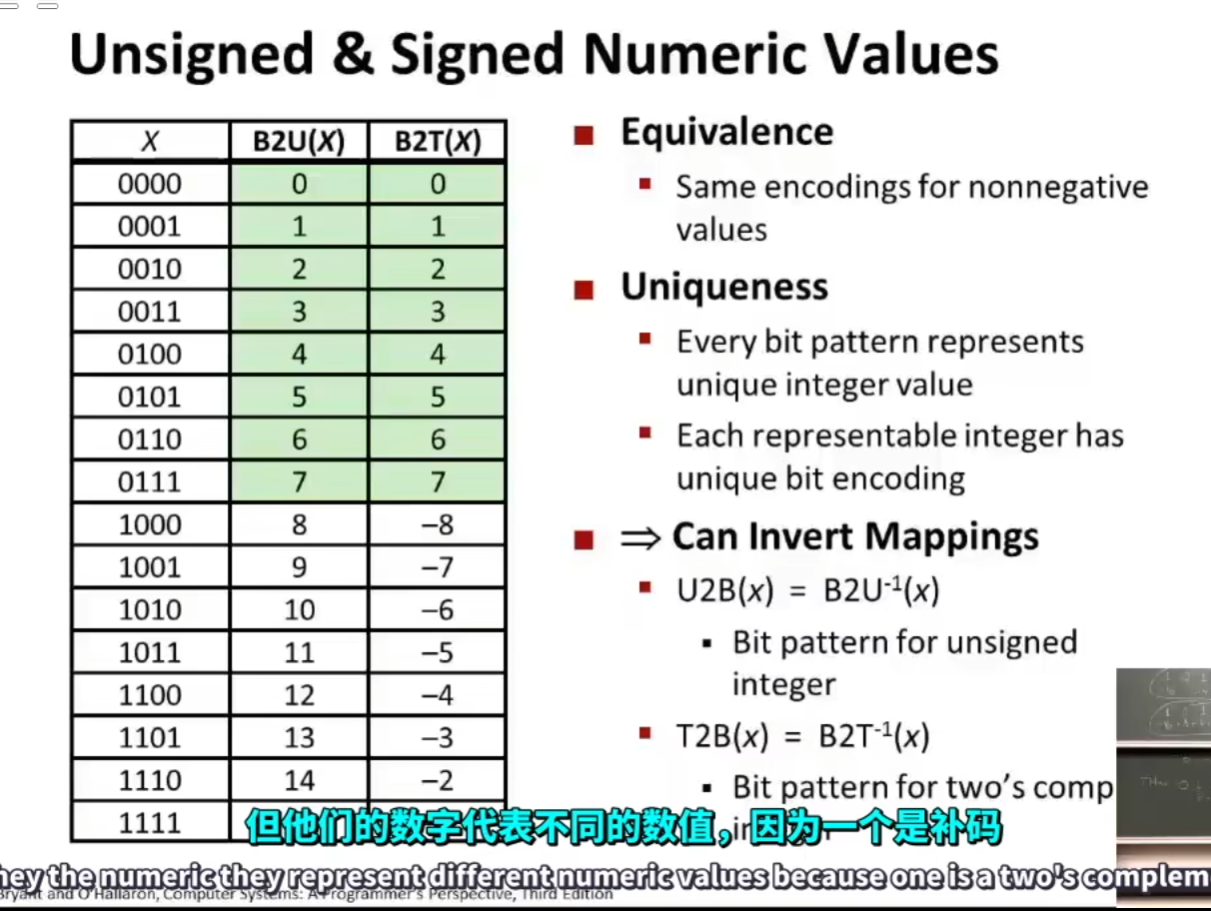 Unsigned & Signed Numeric Values
X B2U(X) B2T(X)
0000 0 0
0001 1 1
0010 2 2
0011 3 3
0100 4 4
0101 5 5
0110 6 6
0111 7 7
1000 8 –8
1001 9 –7
1010 10 –6
1011 11 –5
1100 12 –4
1101 13 –3
1110 14 –2
1111
Equivalence
Same encodings for nonnegative
values
Uniqueness
Every bit pattern represents
unique integer value
Each representable integer has
unique bit encoding
⇒ Can Invert Mappings
U2B(x) = B2U⁻¹(x)
Bit pattern for unsigned
integer
T2B(x) = B2T⁻¹(x)
Bit pattern for two's comp
但他们的数字代表不同的数值，因为一个是补码
hey the numeric they represent different numeric values because one is a two's complem
Bryant and O'Hallaron, Computer Systems: A Programmer's Perspective, Third Edition